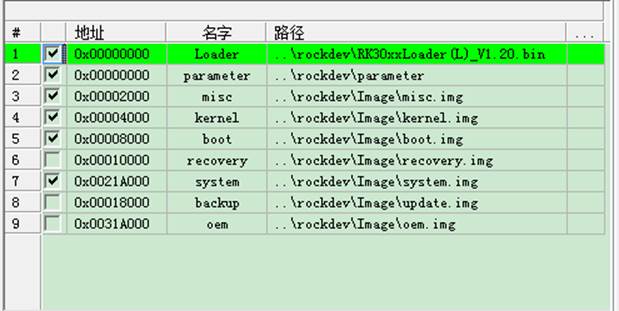 # 地址 名字 路径 ...
1 0x00000000 Loader ..\rockdev\RK30xxLoader(L)_V1.20.bin
2 0x00000000 parameter ..\rockdev\parameter
3 0x00002000 misc ..\rockdev\Image\misc.img
4 0x00004000 kernel ..\rockdev\Image\kernel.img
5 0x00008000 boot ..\rockdev\Image\boot.img
6 0x00010000 recovery ..\rockdev\Image\recovery.img
7 0x0021A000 system ..\rockdev\Image\system.img
8 0x00018000 backup ..\rockdev\Image\update.img
9 0x0031A000 oem ..\rockdev\Image\oem.img